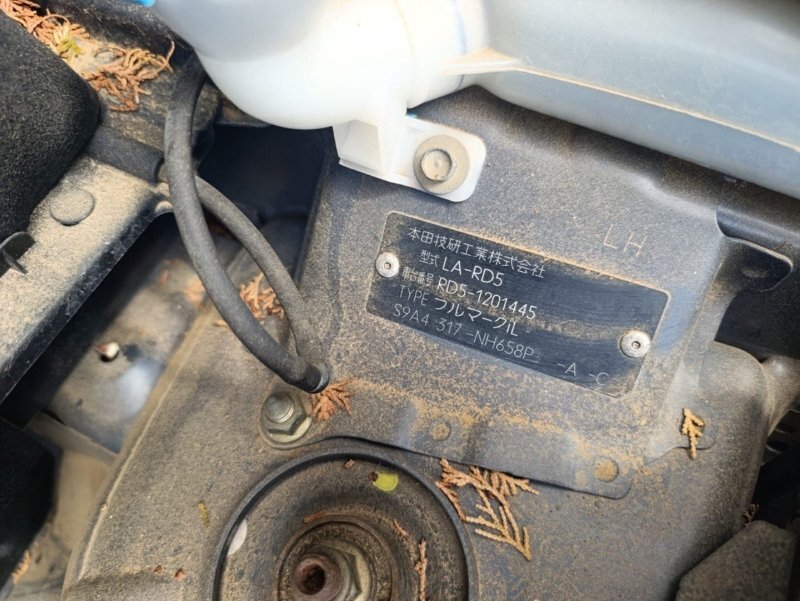 LH
本田技研工業株式会社
型式 LA-RD5
車台番号 RD5-1201445
TYPE フルマークiL
S9A4 317 -NH658P -A -C